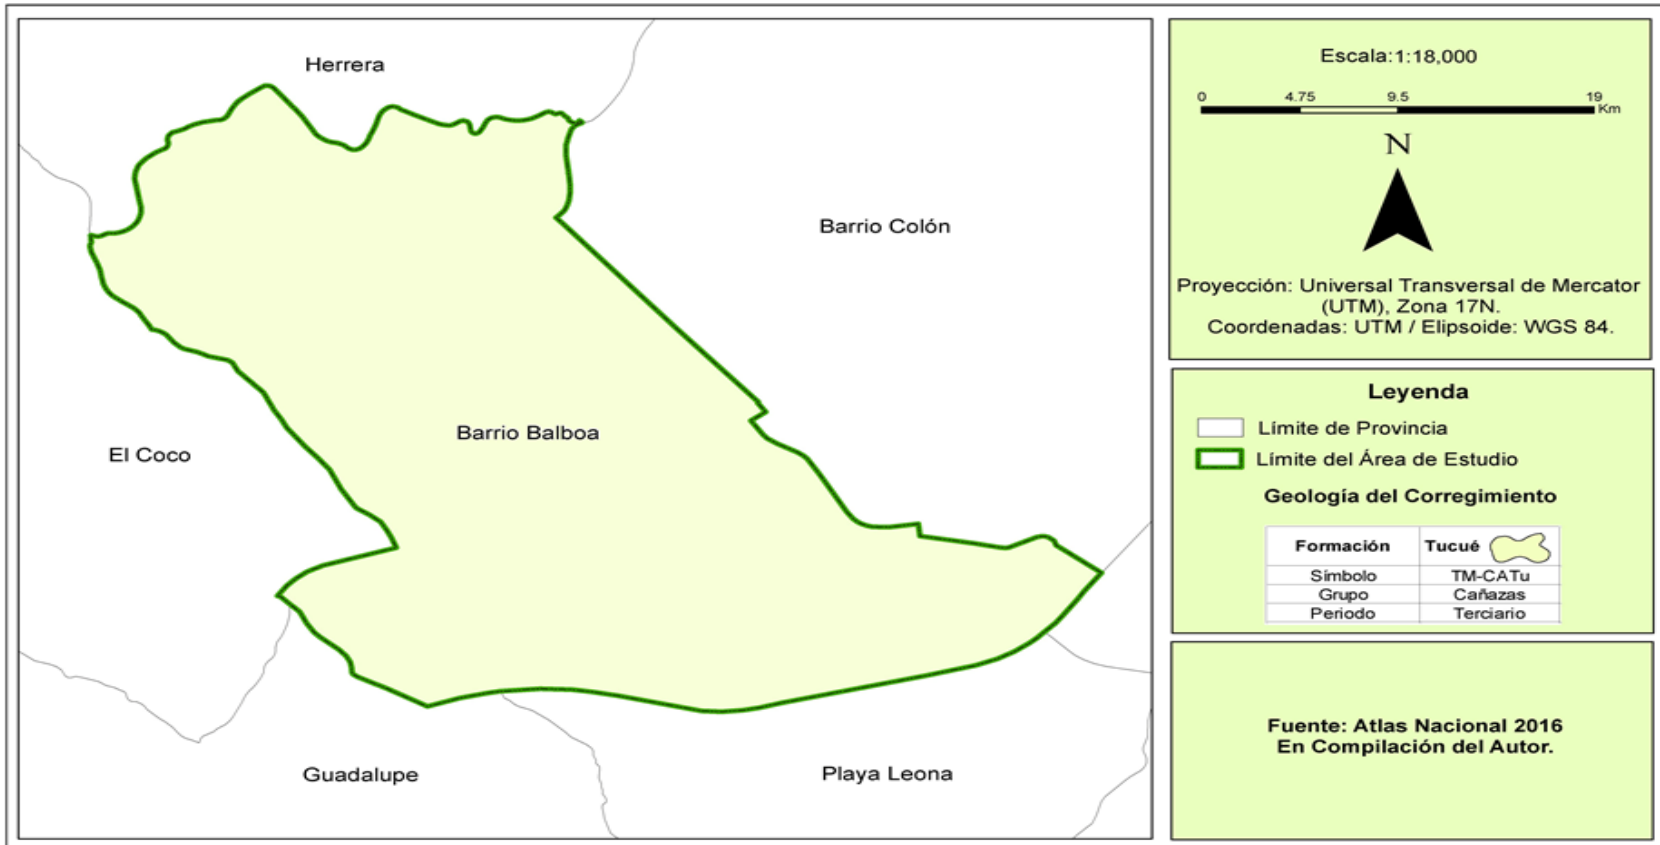 Herrera
Barrio Colón
Barrio Balboa
El Coco
Guadalupe
Playa Leona
Escala:1:18,000
0 4.75 9.5 19
Km
N
Proyección: Universal Transversal de Mercator
(UTM), Zona 17N.
Coordenadas: UTM / Elipsoide: WGS 84.
Leyenda
Límite de Provincia
Límite del Área de Estudio
Geología del Corregimiento
Formación Tucué
Símbolo TM-CATu
Grupo Cañazas
Periodo Terciario
Fuente: Atlas Nacional 2016
En Compilación del Autor.